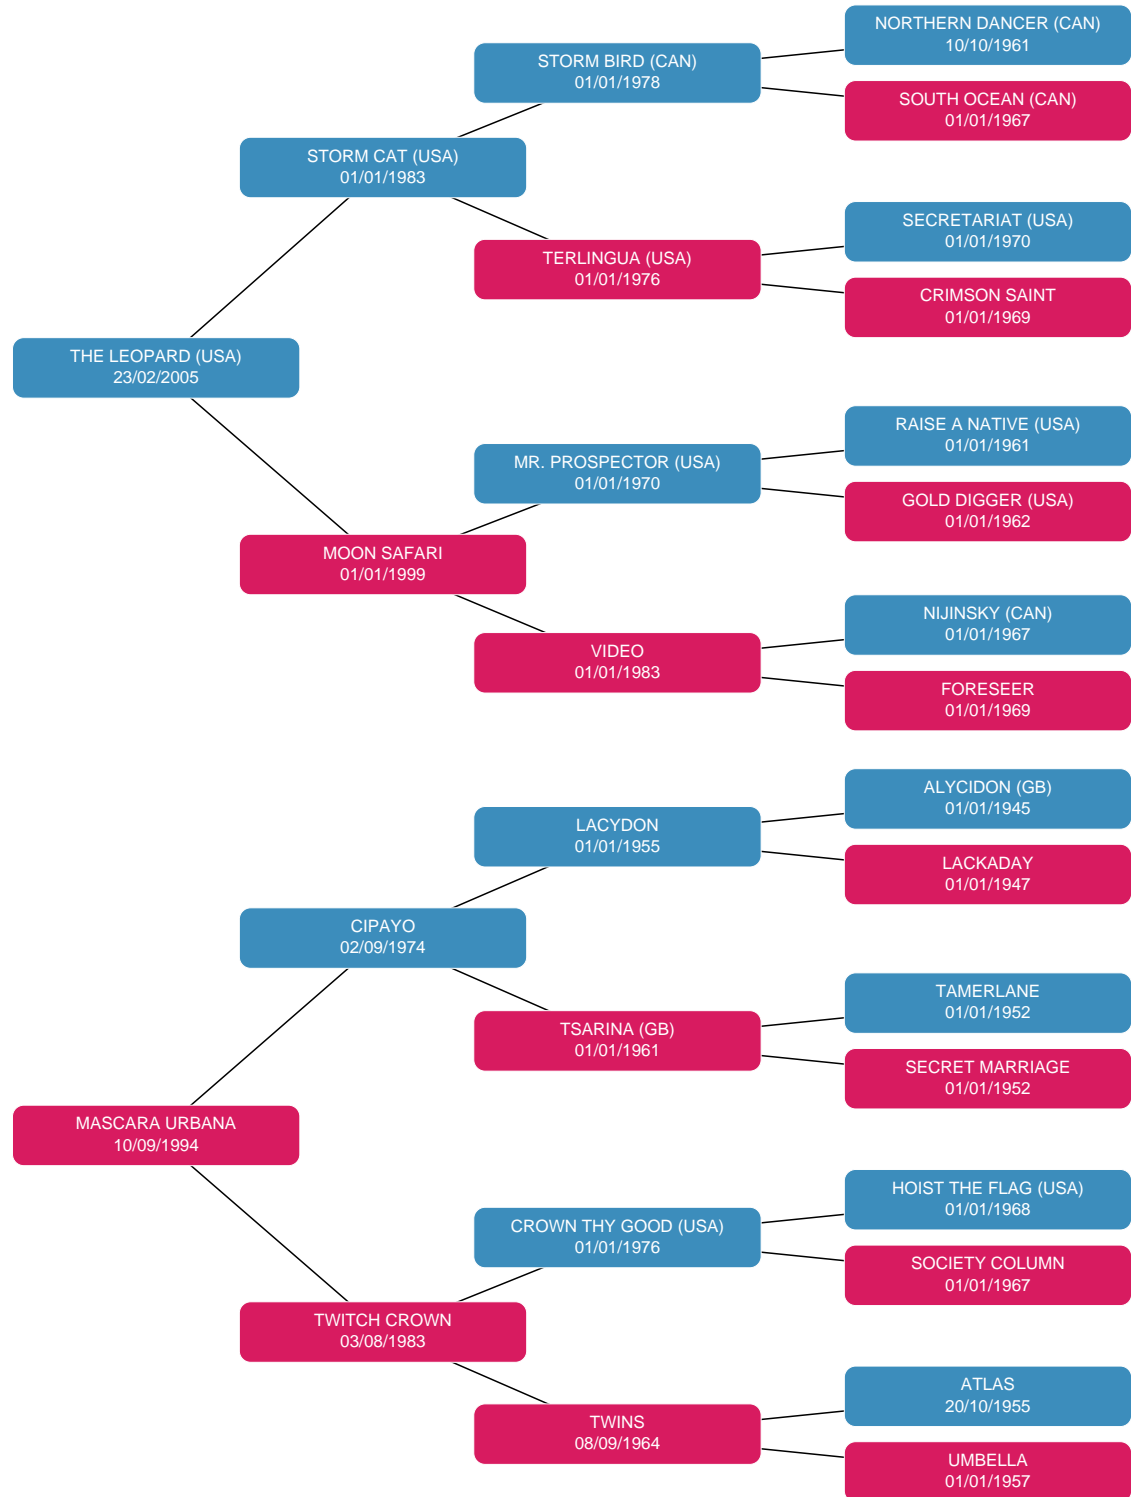 NORTHERN DANCER (CAN)
10/10/1961
STORM BIRD (CAN)
01/01/1978
SOUTH OCEAN (CAN)
01/01/1967
STORM CAT (USA)
01/01/1983
SECRETARIAT (USA)
01/01/1970
TERLINGUA (USA)
01/01/1976
CRIMSON SAINT
01/01/1969
THE LEOPARD (USA)
23/02/2005
RAISE A NATIVE (USA)
01/01/1961
MR. PROSPECTOR (USA)
01/01/1970
GOLD DIGGER (USA)
01/01/1962
MOON SAFARI
01/01/1999
NIJINSKY (CAN)
01/01/1967
VIDEO
01/01/1983
FORESEER
01/01/1969
ALYCIDON (GB)
01/01/1945
LACYDON
01/01/1955
LACKADAY
01/01/1947
CIPAYO
02/09/1974
TAMERLANE
01/01/1952
TSARINA (GB)
01/01/1961
SECRET MARRIAGE
01/01/1952
MASCARA URBANA
10/09/1994
HOIST THE FLAG (USA)
01/01/1968
CROWN THY GOOD (USA)
01/01/1976
SOCIETY COLUMN
01/01/1967
TWITCH CROWN
03/08/1983
ATLAS
20/10/1955
TWINS
08/09/1964
UMBELLA
01/01/1957